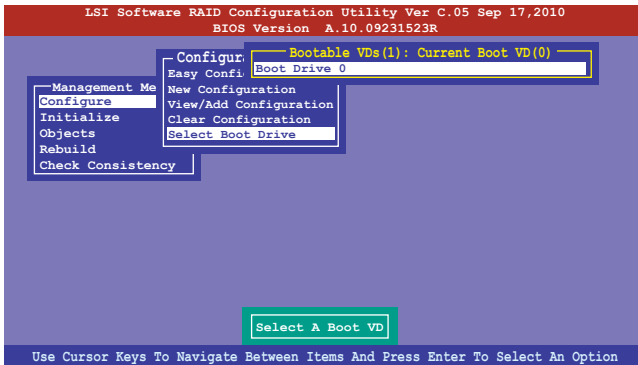 LSI Software RAID Configuration Utility Ver C.05 Sep 17,2010
BIOS Version A.10.09231523R
Bootable VDs(1): Current Boot VD(0)
Boot Drive 0
Configur
Easy Confi
New Configuration
View/Add Configuration
Clear Configuration
Select Boot Drive
Management Me
Configure
Initialize
Objects
Rebuild
Check Consistency
Select A Boot VD
Use Cursor Keys To Navigate Between Items And Press Enter To Select An Option